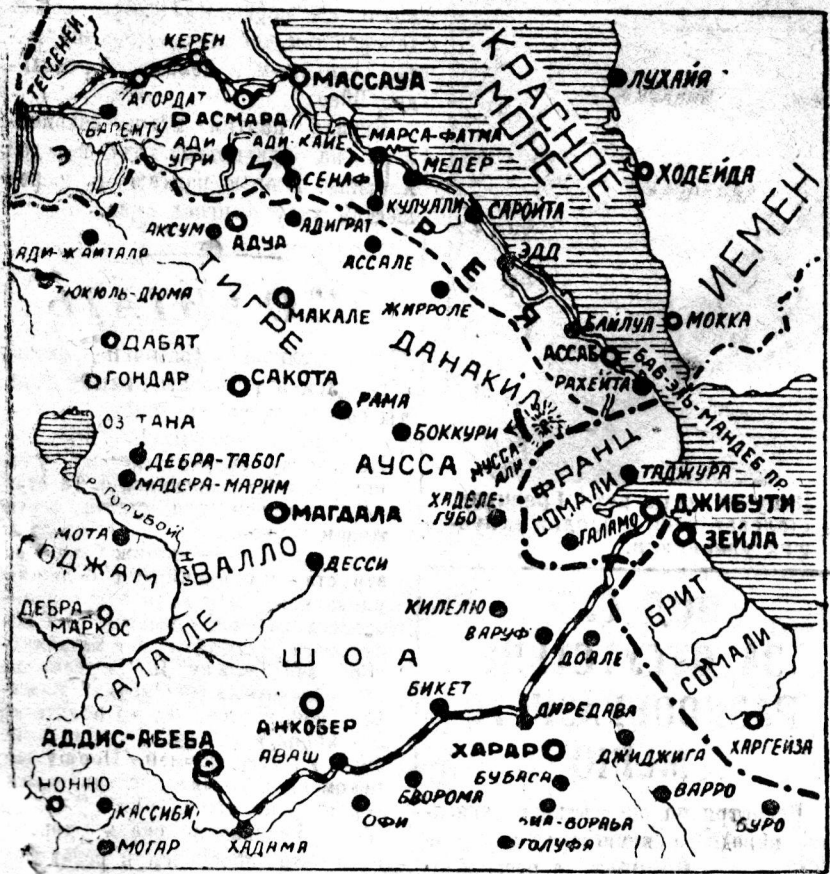 ТЕССЕНЕЙ
КЕРЕН
АГОРДАТ
МАССАУА
КРАСНОЕ
МОРЕ
ЛУХАЙЯ
БАРЕНТУ
АСМАРА
АДИ
УГРИ
АДИ-КАЙЕ
МАРСА-ФАТМА
ЭРИТРЕЯ
СЕНАФ
МЕДЕР
ХОДЕЙДА
ИЕМЕН
КУЛУАЛИ
САРОЙТА
АКСУМ
АДУА
АДИГРАТ
АССАЛЕ
ЭДД
ТЮКЮЛЬ-ДЮМА
ТИГРЕ
МАКАЛЕ
ЖИРРОЛЕ
БАЙЛУА
МОККА
ДАБАТ
ДАНАКИЛ
АССАБ
БАБ-ЭЛЬ-МАНДЕБ. ПР.
ГОНДАР
САКОТА
РАХЕЙТА
РАМА
ОЗ ТАНА
БОККУРИ
МУССА-
АЛИ
ДЕБРА-ТАБОГ
АУССА
ФРАНЦ
СОМАЛИ
ТАДЖУРА
МАДЕРА-МАРИМ
Р. ГОЛУБОЙ НИЛ
МАГДАЛА
ХАДЕЛЕ-
ГУБО
ДЖИБУТИ
МОТА
ГАЛАМО
ЗЕЙЛА
ГОДЖАМ
ВАЛЛО
ДЕССИ
ДЕБРА
МАРКОС
ХИЛЕЛЮ
БРИТ
СОМАЛИ
ВАРУФ
САЛАЛЕ
ШОА
ДОАЛЕ
БИКЕТ
АНКОБЕР
ДИРЕДАВА
АДДИС-АБЕБА
АВАШ
ХАРАР
ДЖИДЖИГА
ХАРГЕЙЗА
НОННО
БУБАСА
БВОРОМА
ВАРРО
КАССИБИ
ОФИ
БУРО
МОГАР
ХАДАМА
ГОЛУФА